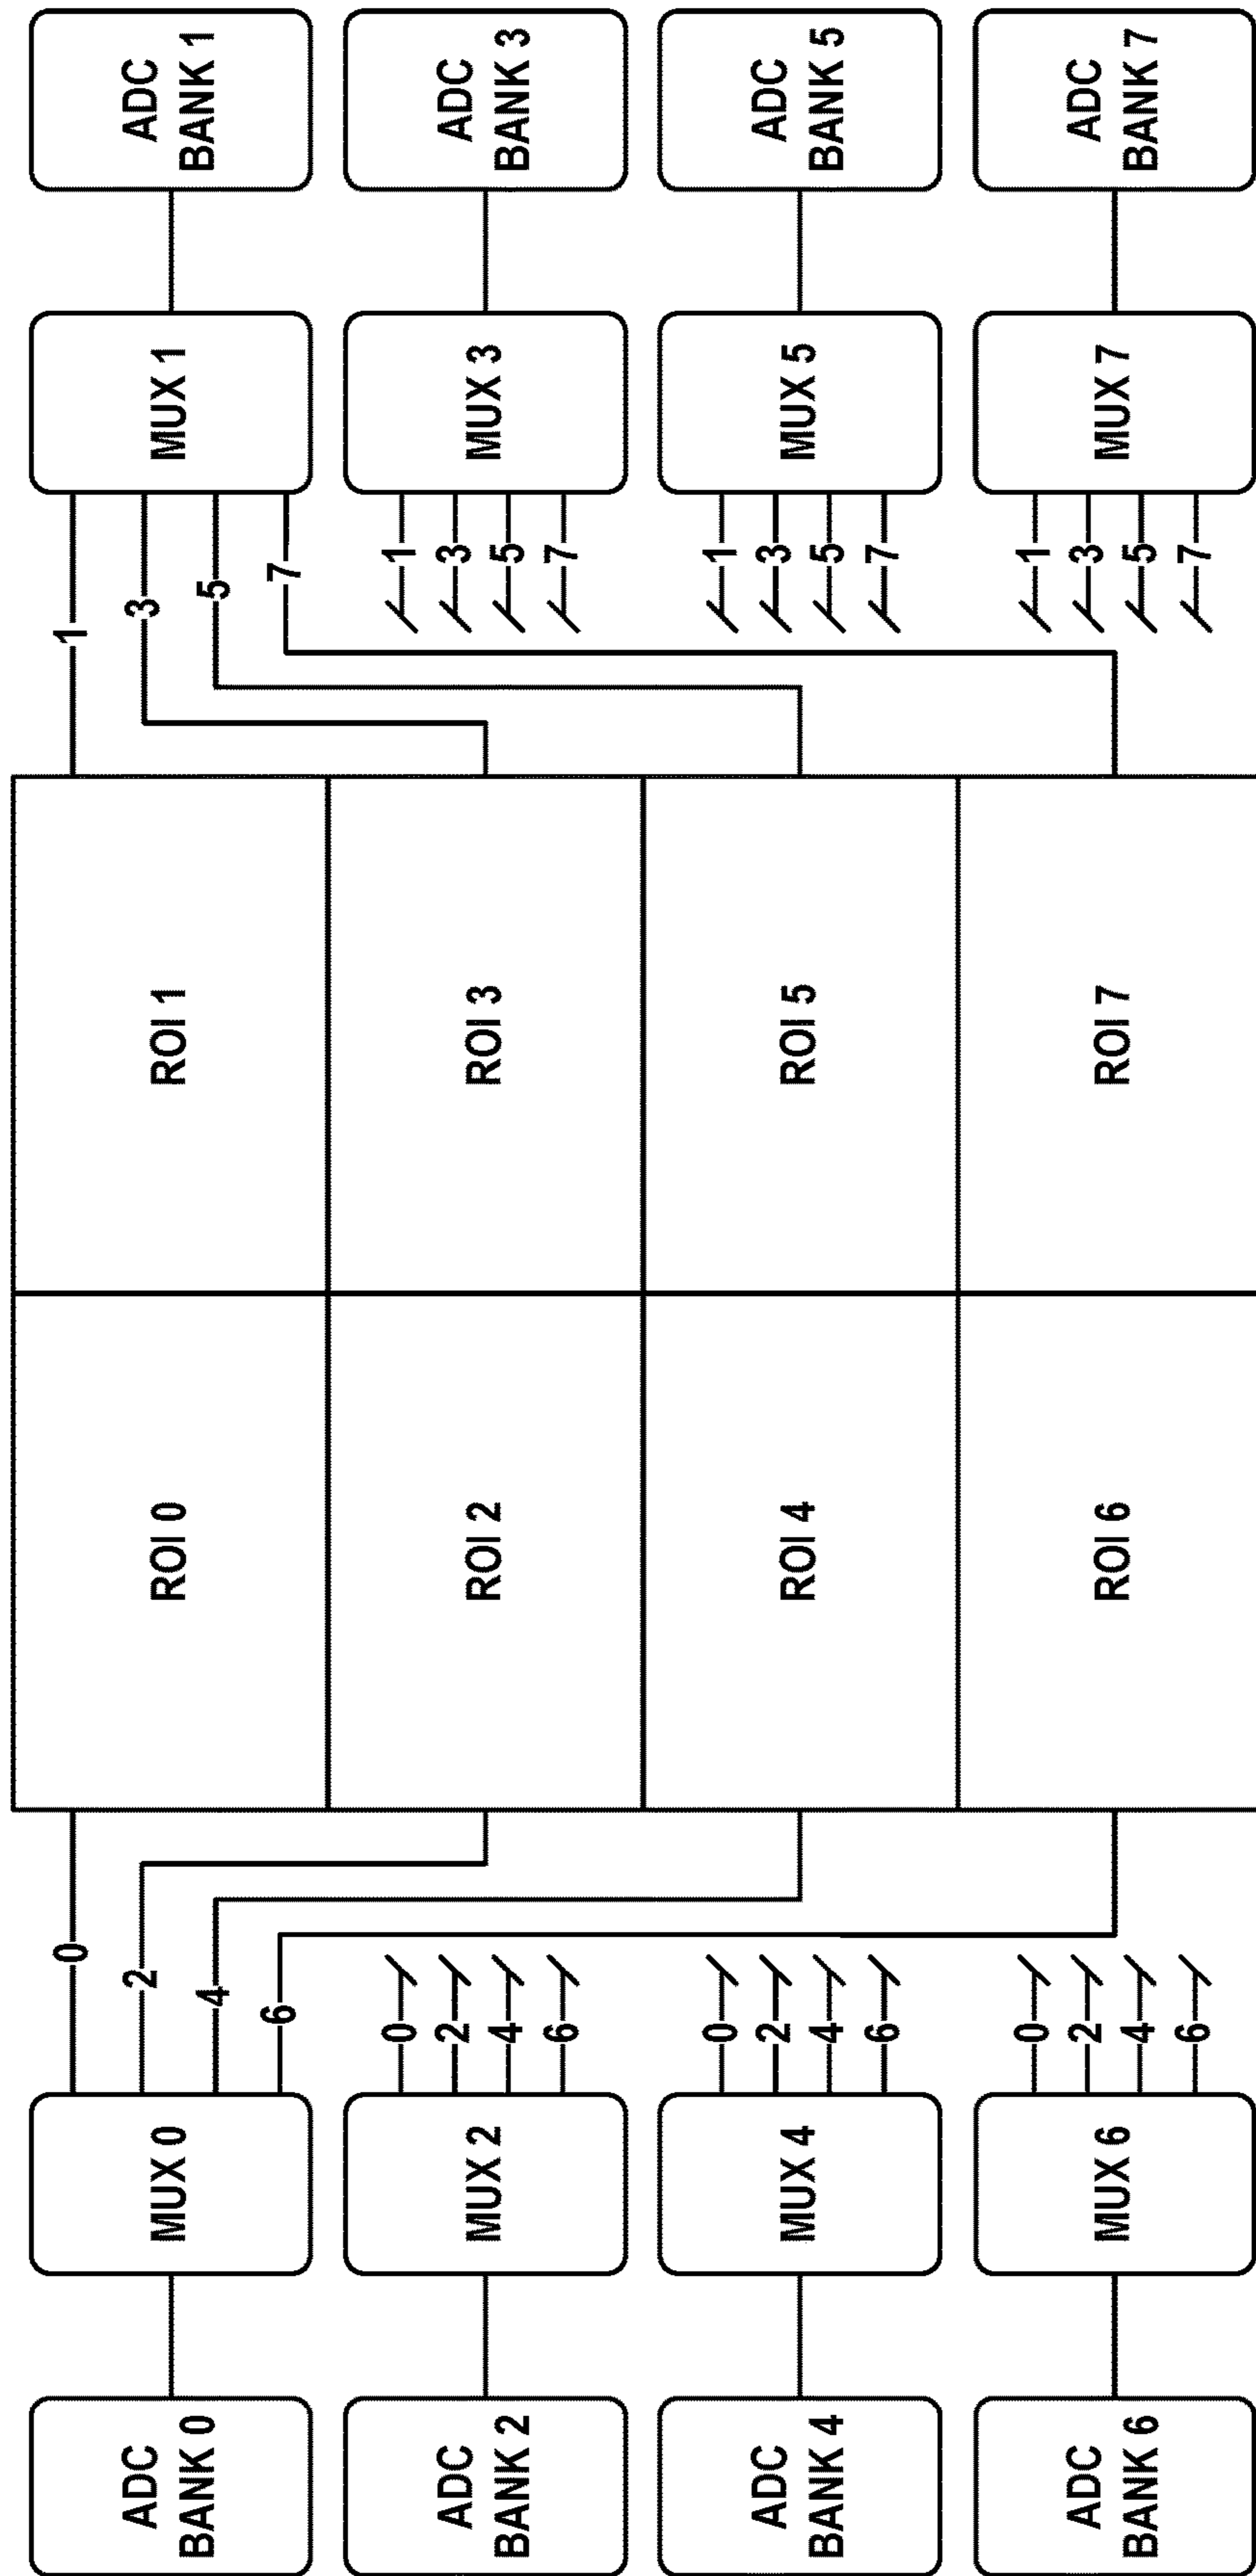 ADC
BANK 0
MUX 0
0
2
4
6
ROI 0
ROI 1
1
3
5
7
MUX 1
ADC
BANK 1
ADC
BANK 2
MUX 2
0
2
4
6
ROI 2
ROI 3
1
3
5
7
MUX 3
ADC
BANK 3
ADC
BANK 4
MUX 4
0
2
4
6
ROI 4
ROI 5
1
3
5
7
MUX 5
ADC
BANK 5
ADC
BANK 6
MUX 6
0
2
4
6
ROI 6
ROI 7
1
3
5
7
MUX 7
ADC
BANK 7